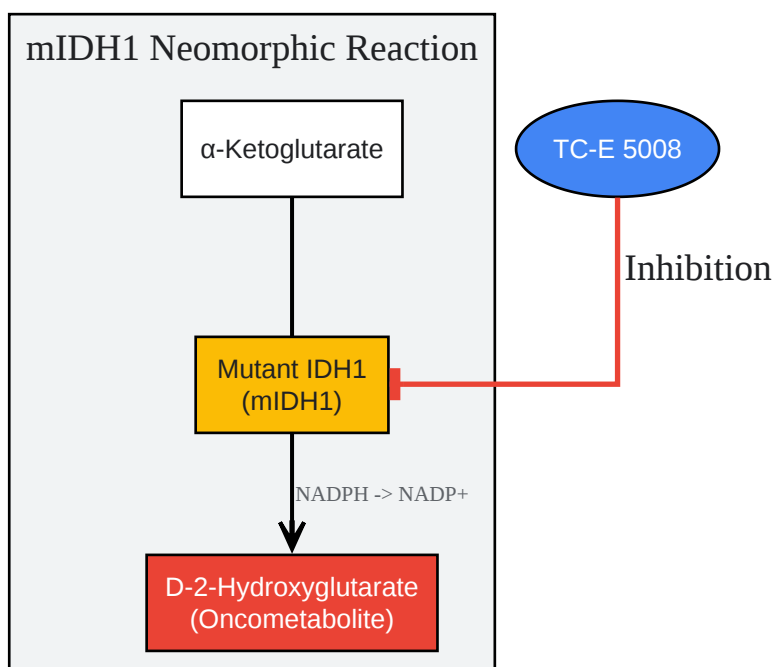 mIDH1 Neomorphic Reaction
α-Ketoglutarate
TC-E 5008
Inhibition
Mutant IDH1
(mIDH1)
NADPH -> NADP+
D-2-Hydroxyglutarate
(Oncometabolite)